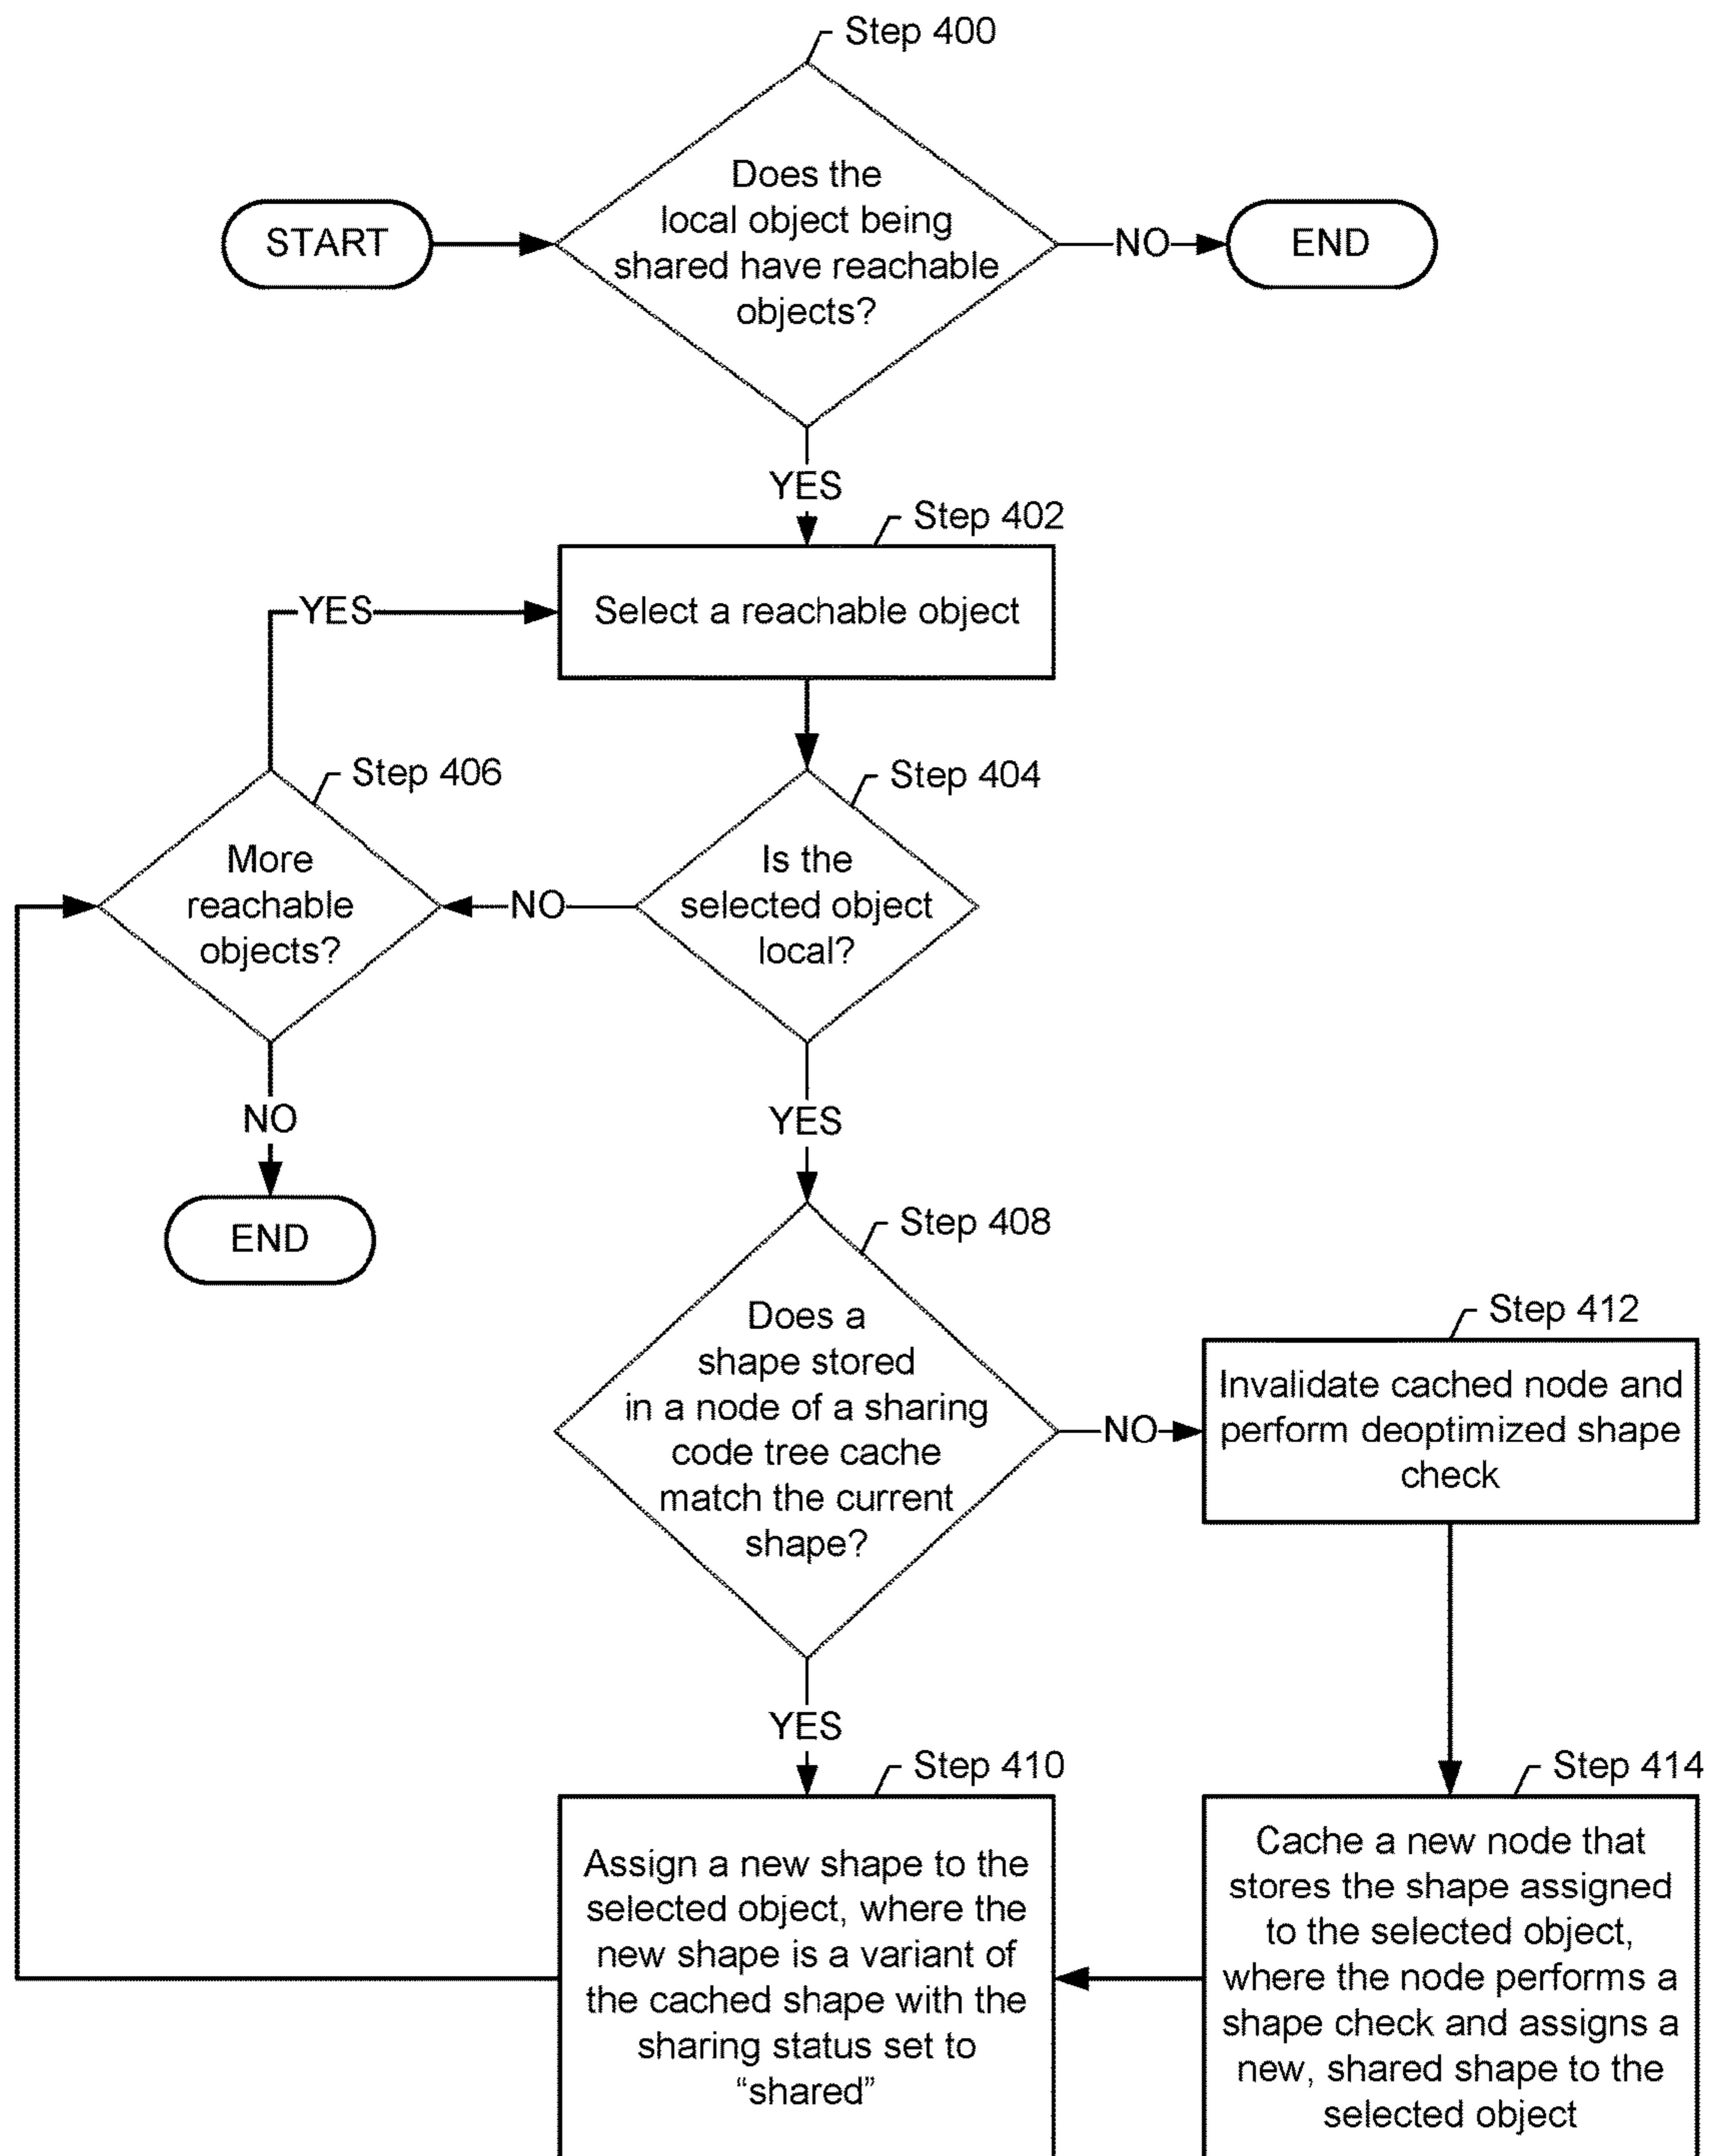 Step 400
Does the
local object being
shared have reachable
objects?
START
NO
END
YES
Step 402
Select a reachable object
YES
Step 406
More
reachable
objects?
Step 404
Is the
selected object
local?
NO
NO
END
YES
Step 408
Does a
shape stored
in a node of a sharing
code tree cache
match the current
shape?
NO
Step 412
Invalidate cached node and
perform deoptimized shape
check
YES
Step 410
Assign a new shape to the
selected object, where the
new shape is a variant of
the cached shape with the
sharing status set to
“shared”
Step 414
Cache a new node that
stores the shape assigned
to the selected object,
where the node performs a
shape check and assigns a
new, shared shape to the
selected object